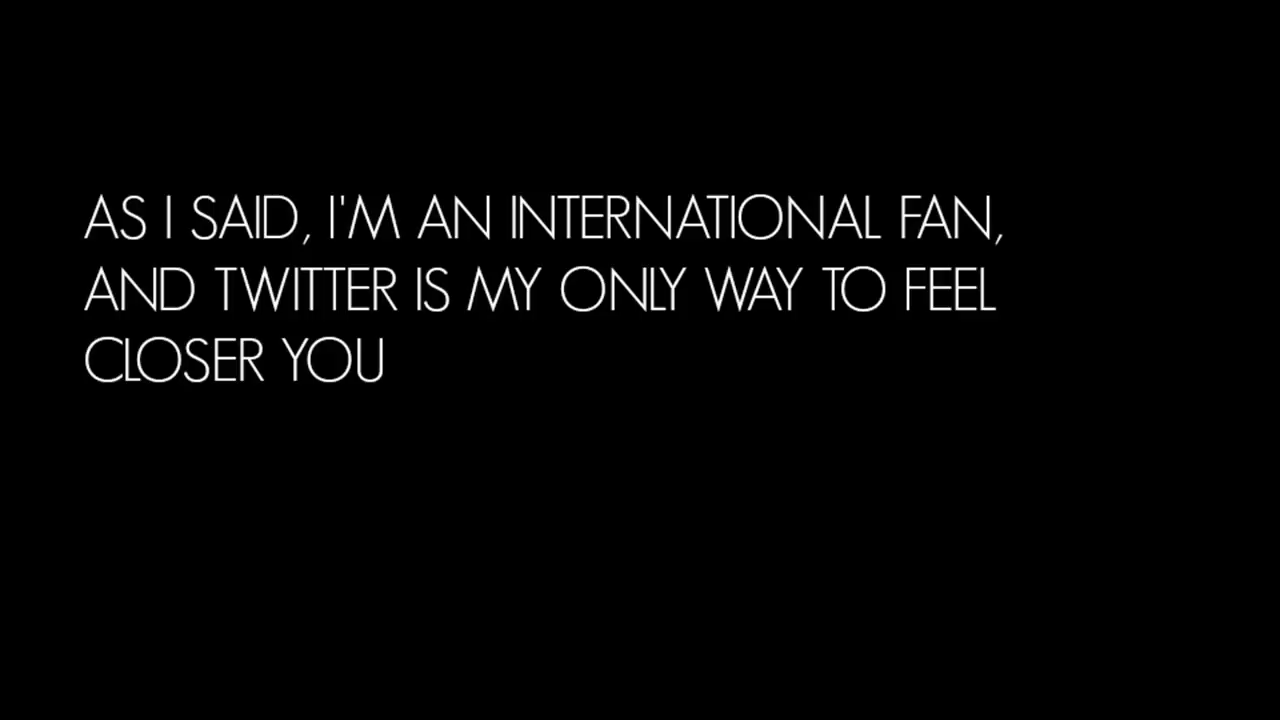 AS I SAID, I'M AN INTERNATIONAL FAN,
AND TWITTER IS MY ONLY WAY TO FEEL
CLOSER YOU